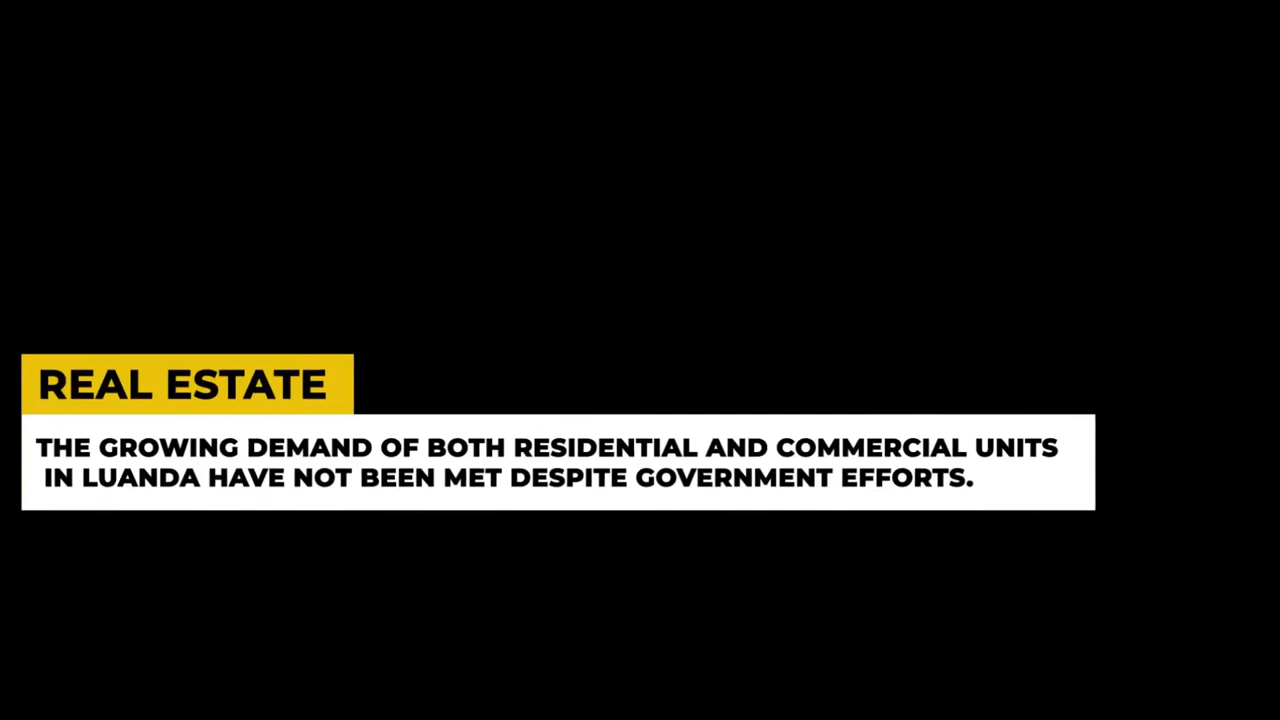 REAL ESTATE
THE GROWING DEMAND OF BOTH RESIDENTIAL AND COMMERCIAL UNITS
IN LUANDA HAVE NOT BEEN MET DESPITE GOVERNMENT EFFORTS.